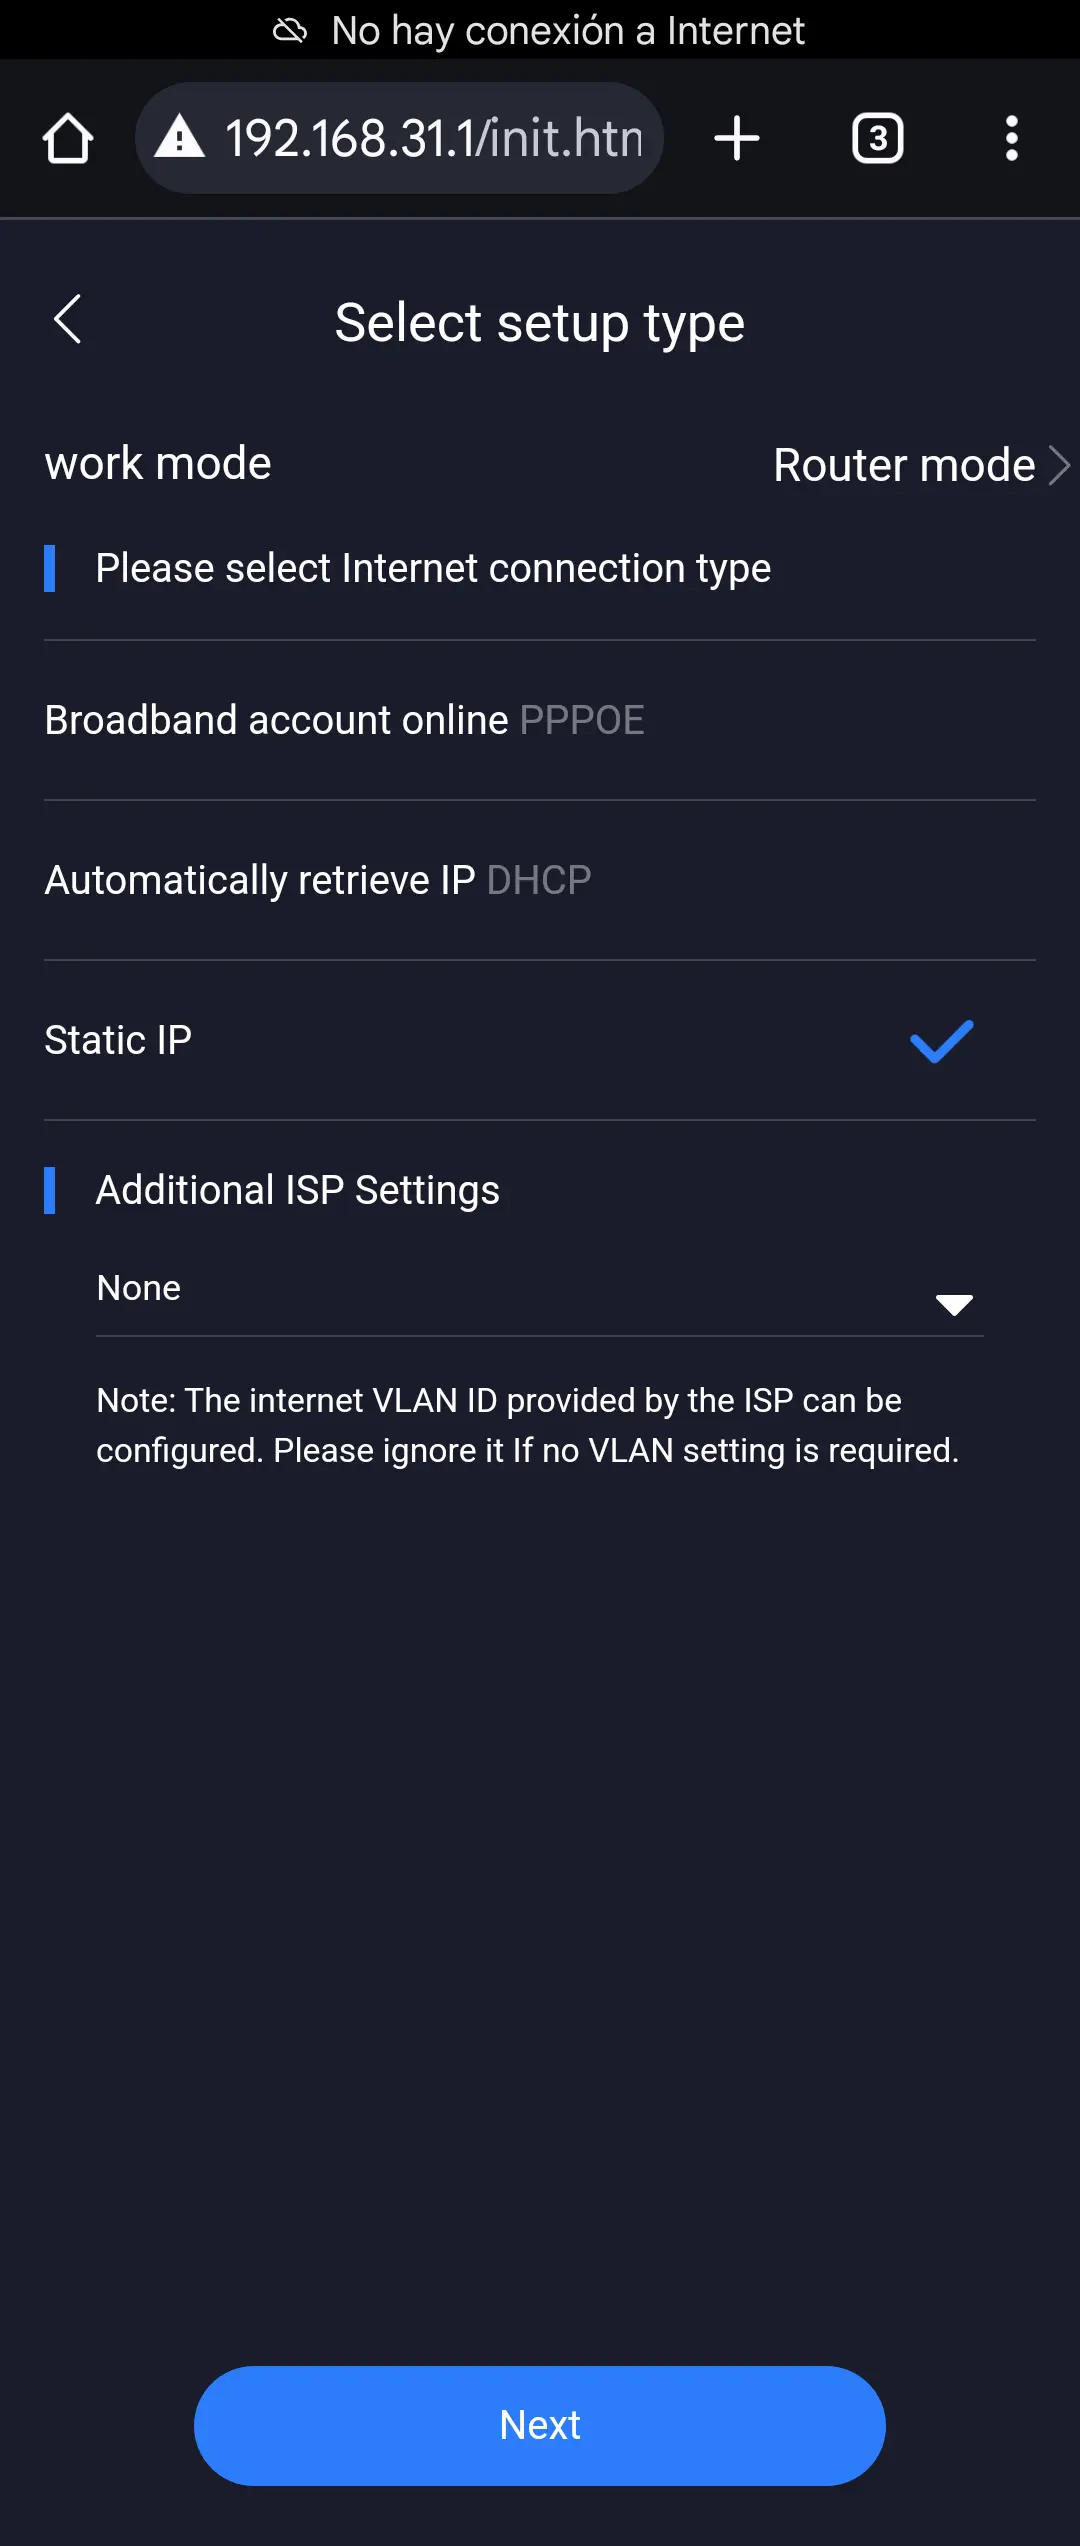 No hay conexión a Internet
192.168.31.1/init.htm
3
Select setup type
work mode
Router mode
Please select Internet connection type
Broadband account online PPPOE
Automatically retrieve IP DHCP
Static IP
Additional ISP Settings
None
Note: The internet VLAN ID provided by the ISP can be
configured. Please ignore it If no VLAN setting is required.
Next